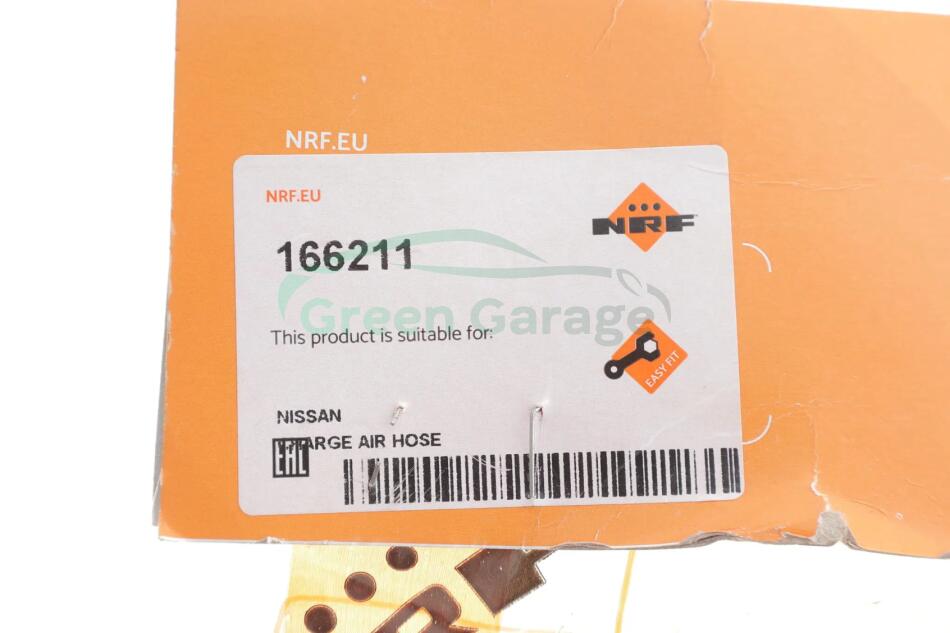 NRF.EU
NRF.EU
NRF
166211
Green Garage
This product is suitable for:
EASY FIT
NISSAN
AIR HOSE
EAC